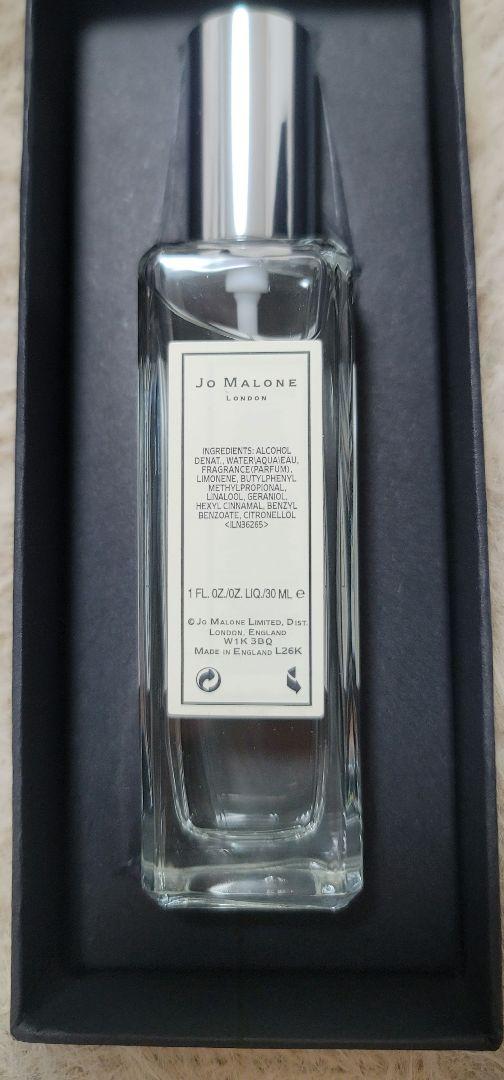 JO MALONE
LONDON
INGREDIENTS: ALCOHOL
DENAT., WATER\AQUA\EAU,
FRAGRANCE(PARFUM),
LIMONENE, BUTYLPHENYL
METHYLPROPIONAL,
LINALOOL, GERANIOL,
HEXYL CINNAMAL, BENZYL
BENZOATE, CITRONELLOL
<ILN36265>
1 FL. OZ./OZ. LIQ./30 ML ℮
© JO MALONE LIMITED, DIST.
LONDON, ENGLAND
W1K 3BQ
MADE IN ENGLAND L26K